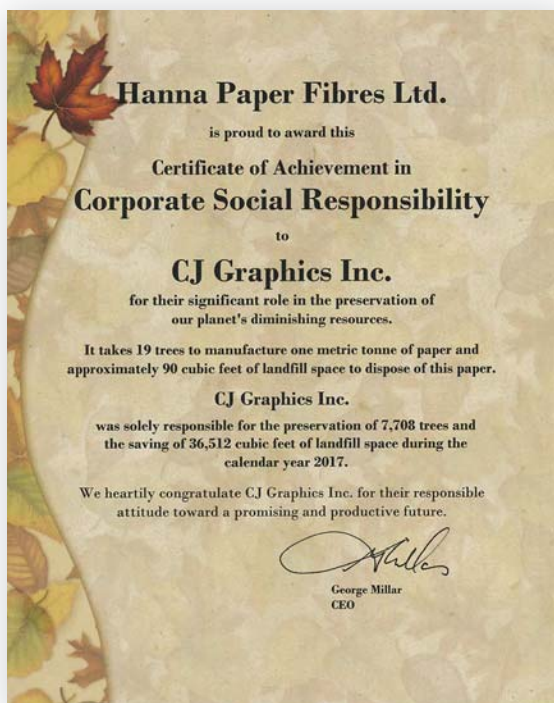 Hanna Paper Fibres Ltd.
is proud to award this
Certificate of Achievement in
Corporate Social Responsibility
to
CJ Graphics Inc.
for their significant role in the preservation of
our planet's diminishing resources.
It takes 19 trees to manufacture one metric tonne of paper and
approximately 90 cubic feet of landfill space to dispose of this paper.
CJ Graphics Inc.
was solely responsible for the preservation of 7,708 trees and
the saving of 36,512 cubic feet of landfill space during the
calendar year 2017.
We heartily congratulate CJ Graphics Inc. for their responsible
attitude toward a promising and productive future.
George Millar
CEO